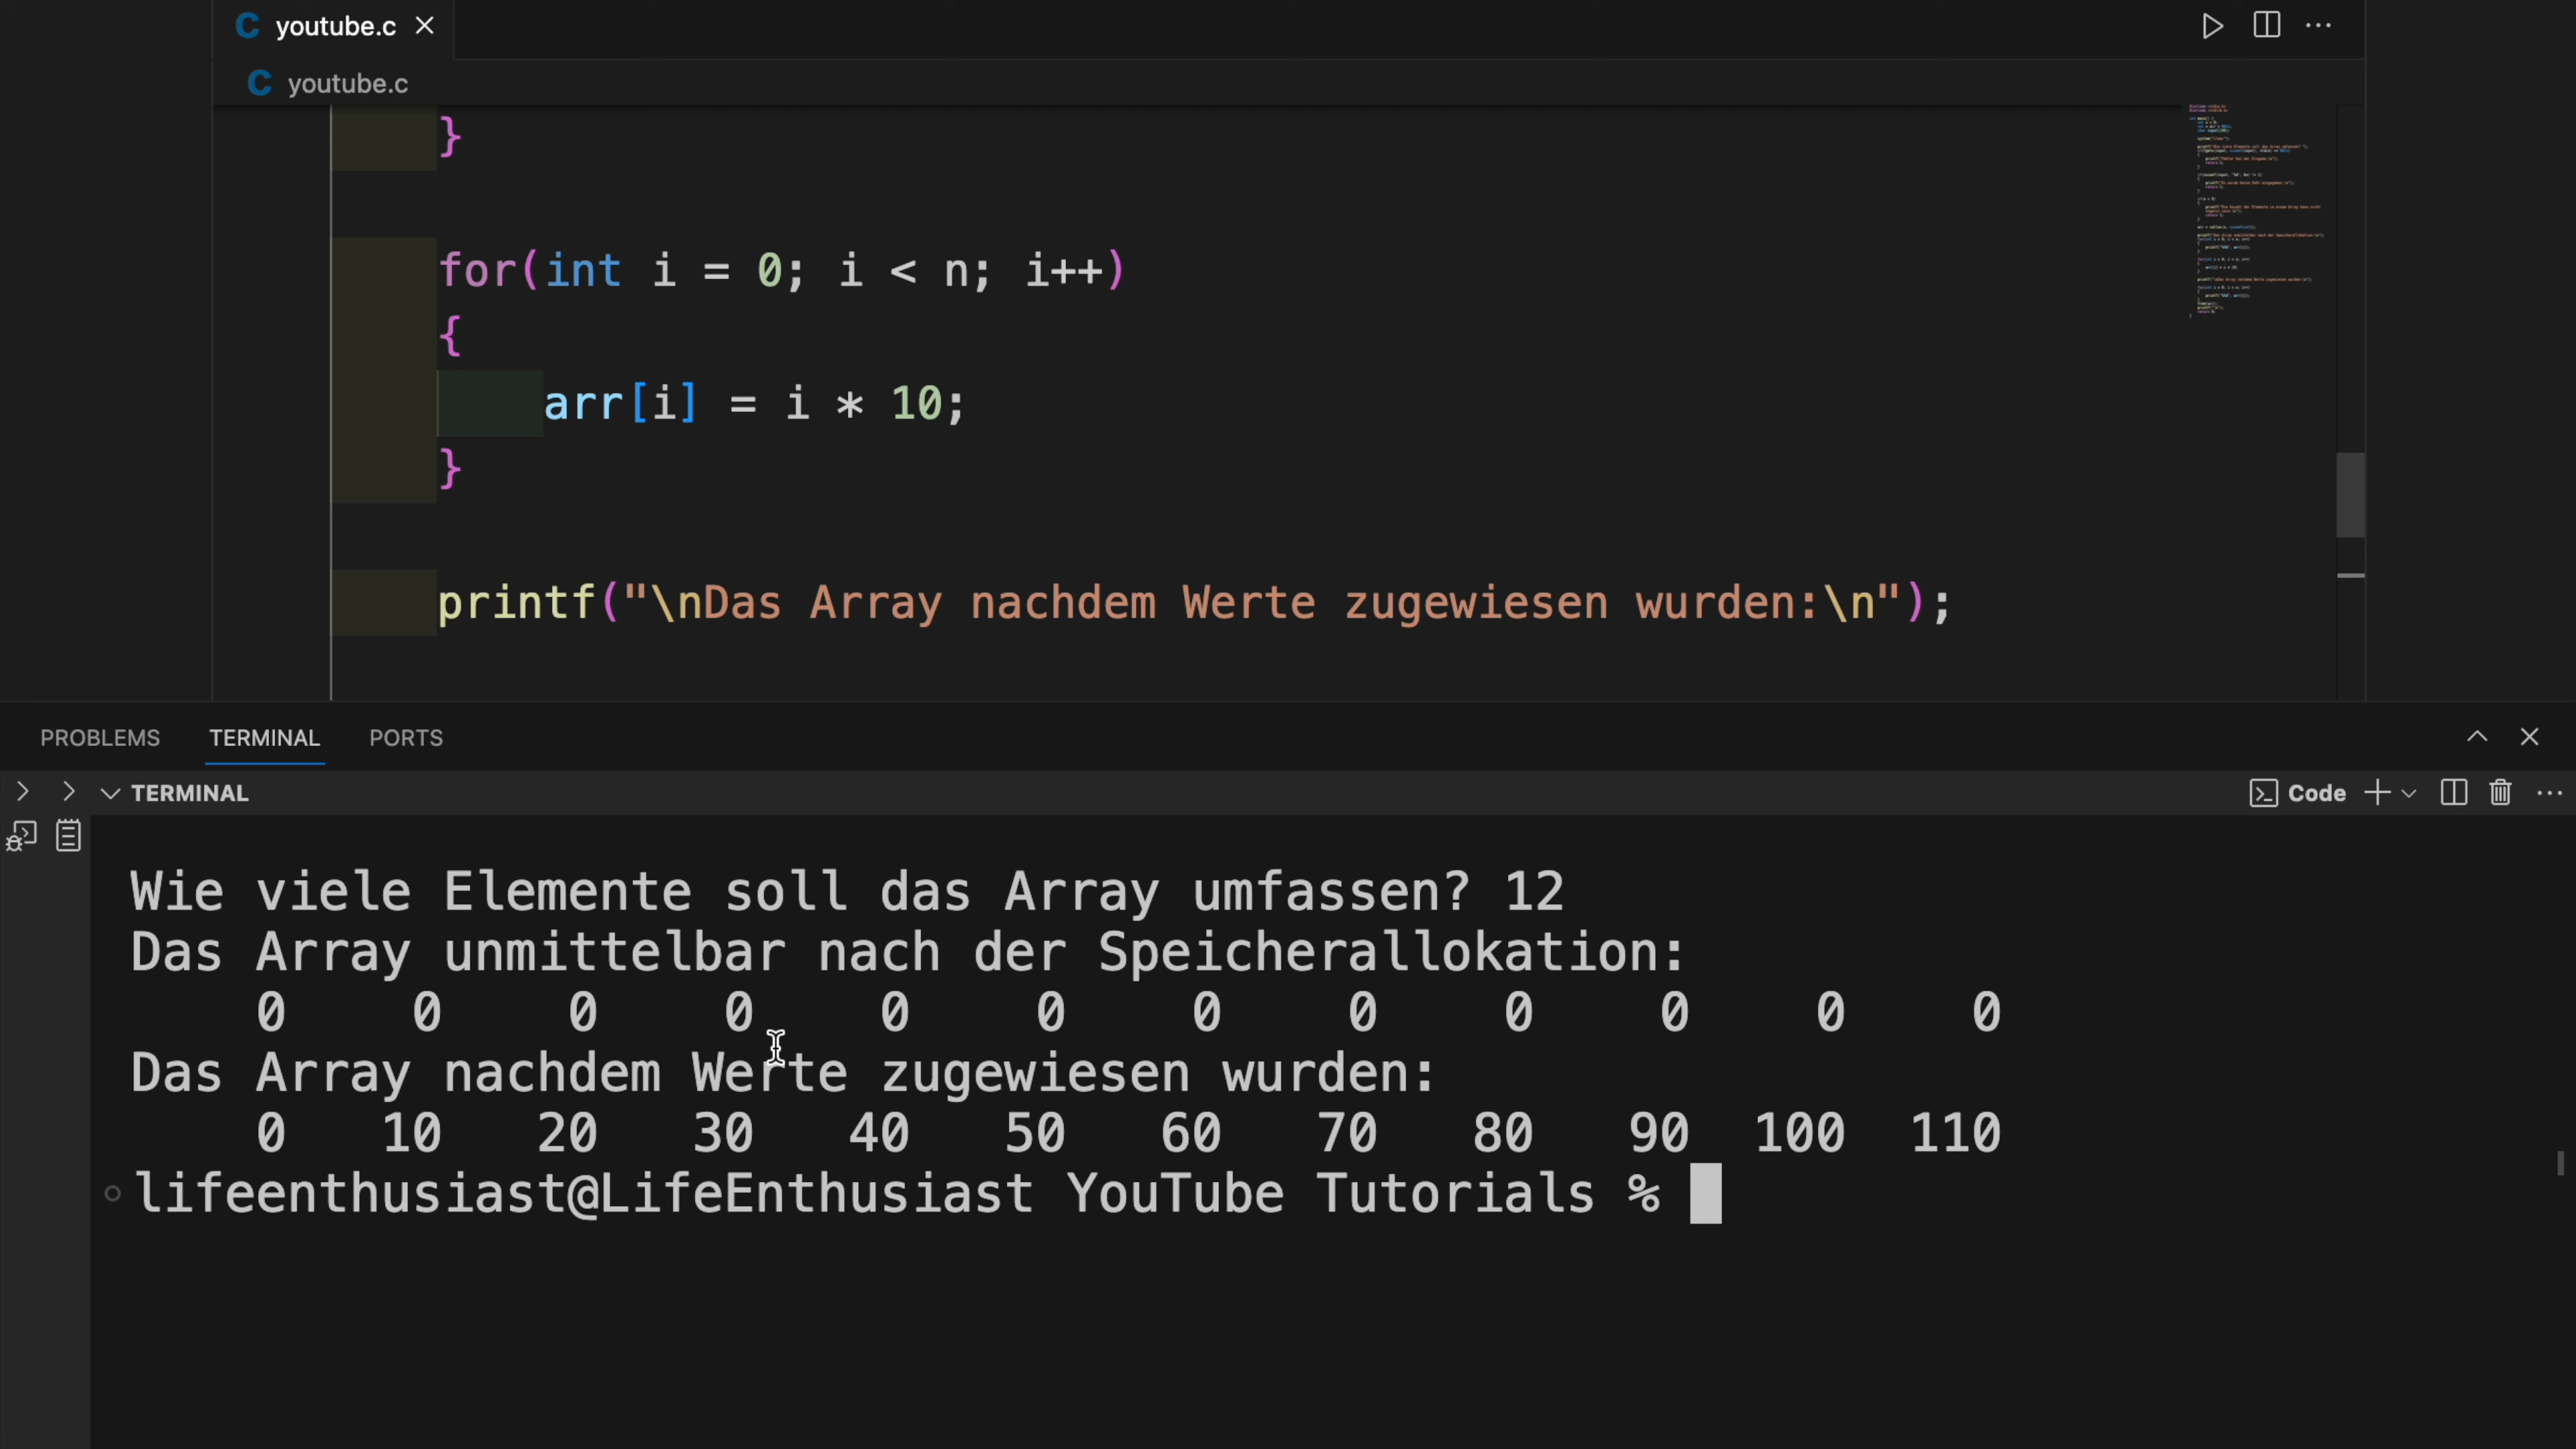 C youtube.c
C youtube.c
}
for(int i = 0; i < n; i++)
{
arr[i] = i * 10;
}
printf("\nDas Array nachdem Werte zugewiesen wurden:\n");
PROBLEMS TERMINAL PORTS
TERMINAL Code
Wie viele Elemente soll das Array umfassen? 12
Das Array unmittelbar nach der Speicherallokation:
0 0 0 0 0 0 0 0 0 0 0 0
Das Array nachdem Werte zugewiesen wurden:
0 10 20 30 40 50 60 70 80 90 100 110
lifeenthusiast@LifeEnthusiast YouTube Tutorials %